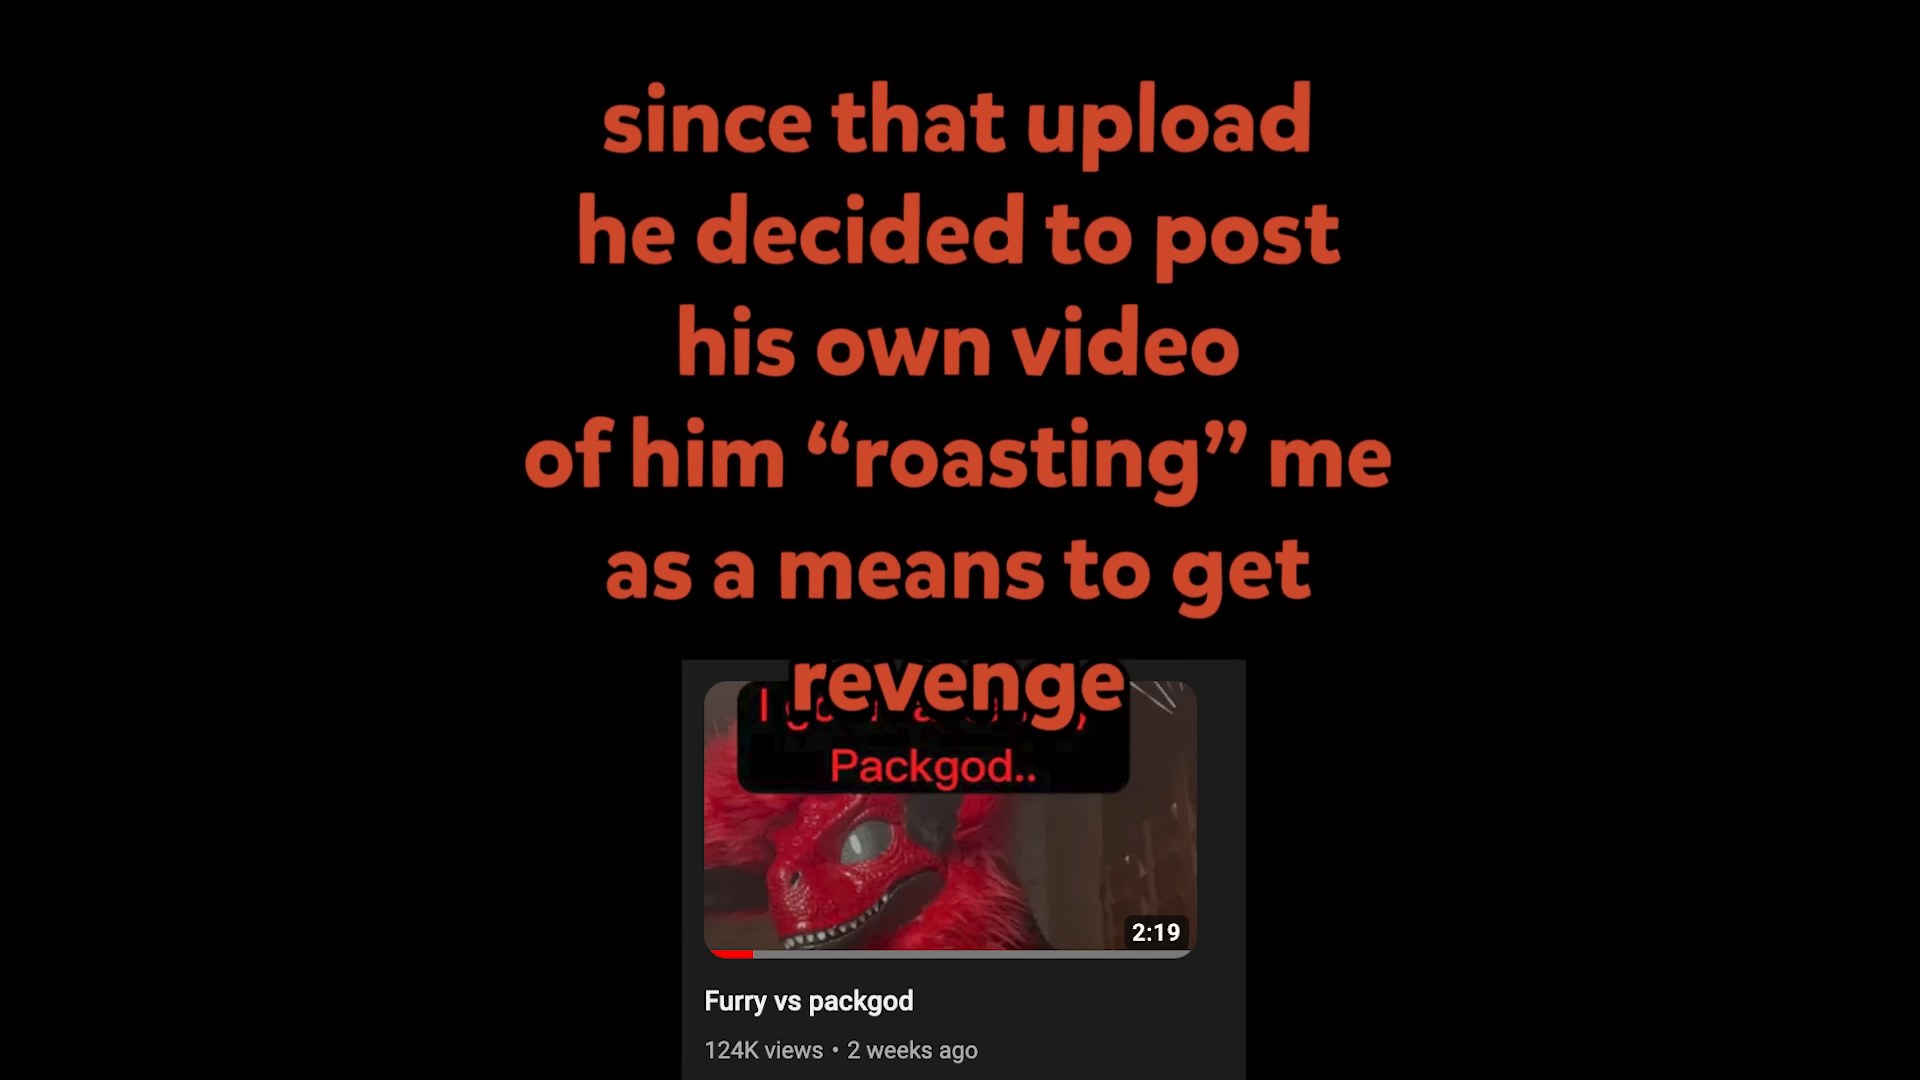 since that upload
he decided to post
his own video
of him “roasting” me
as a means to get
revenge
I
Packgod..
2:19
Furry vs packgod
124K views • 2 weeks ago